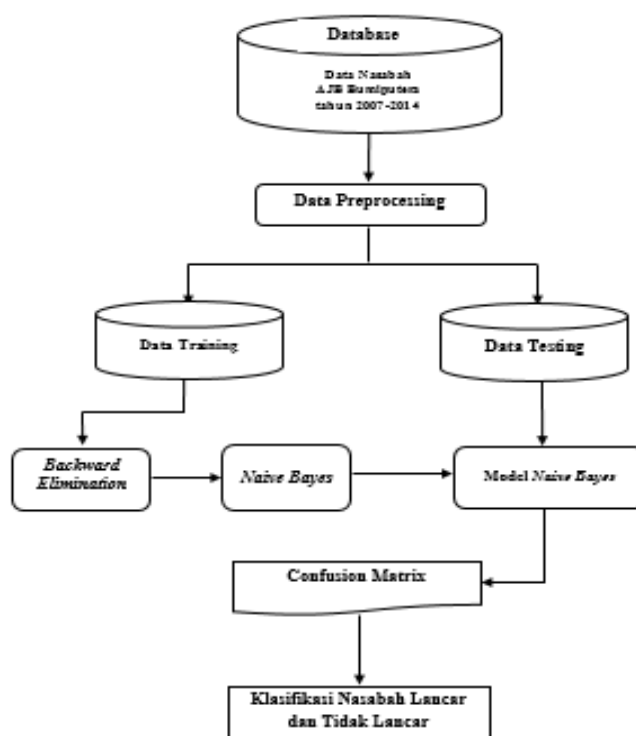 Database
Data Nasabah
AJB Bumiputera
tahun 2007-2014
Data Preprocessing
Data Training
Data Testing
Backward
Elimination
Naive Bayes
Model Naive Bayes
Confusion Matrix
Klasifikasi Nasabah Lancar
dan Tidak Lancar